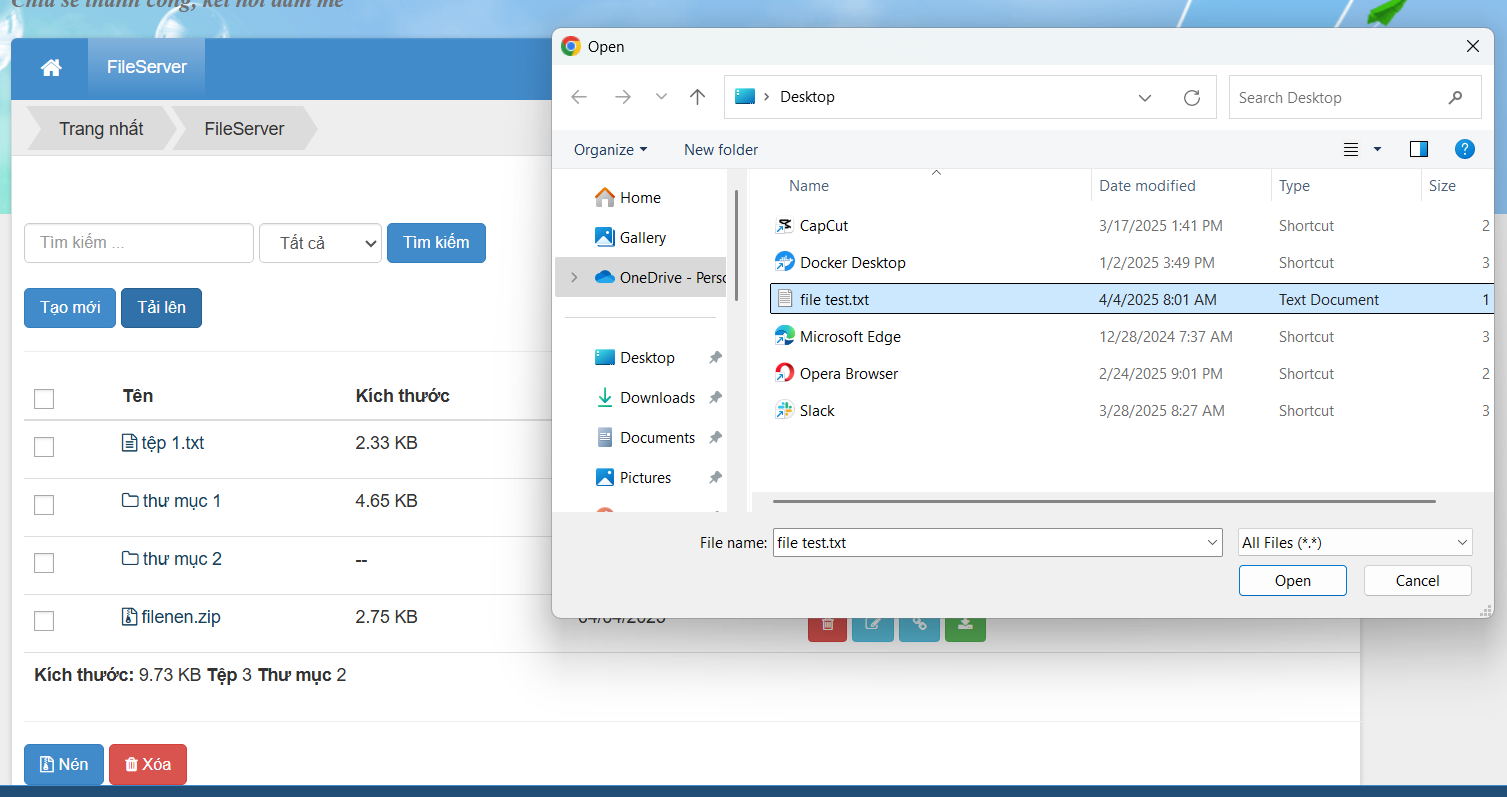 Chia sẻ thành công, kết nối đam mê
FileServer
Trang nhất
FileServer
Tìm kiếm ...
Tất cả
Tìm kiếm
Tạo mới
Tải lên
Tên
Kích thước
tệp 1.txt
2.33 KB
thư mục 1
4.65 KB
thư mục 2
--
filenen.zip
2.75 KB
04/04/2025
Kích thước: 9.73 KB Tệp 3 Thư mục 2
Nén
Xóa
Open
Desktop
Search Desktop
Organize
New folder
Home
Gallery
OneDrive - Perso
Desktop
Downloads
Documents
Pictures
Name
Date modified
Type
Size
CapCut
3/17/2025 1:41 PM
Shortcut
2
Docker Desktop
1/2/2025 3:49 PM
Shortcut
3
file test.txt
4/4/2025 8:01 AM
Text Document
1
Microsoft Edge
12/28/2024 7:37 AM
Shortcut
3
Opera Browser
2/24/2025 9:01 PM
Shortcut
2
Slack
3/28/2025 8:27 AM
Shortcut
3
File name:
file test.txt
All Files (*.*)
Open
Cancel